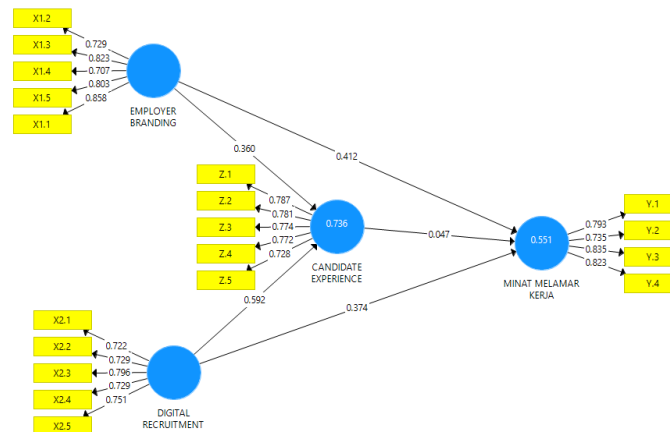 X1.2
X1.3
X1.4
X1.5
X1.1
0.729
0.823
0.707
0.803
0.858
EMPLOYER
BRANDING
0.360
0.412
Z.1
Z.2
Z.3
Z.4
Z.5
0.787
0.781
0.774
0.772
0.728
0.736
CANDIDATE
EXPERIENCE
0.047
0.551
MINAT MELAMAR
KERJA
0.793
0.735
0.835
0.823
Y.1
Y.2
Y.3
Y.4
0.592
0.374
X2.1
X2.2
X2.3
X2.4
X2.5
0.722
0.729
0.796
0.729
0.751
DIGITAL
RECRUITMENT